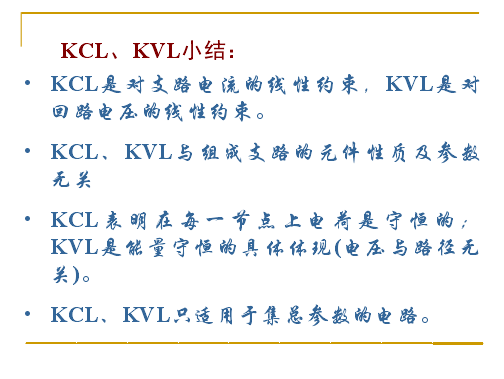 KCL、KVL小结：
• KCL是对支路电流的线性约束，KVL是对
回路电压的线性约束。
• KCL、KVL与组成支路的元件性质及参数
无关
• KCL表明在每一节点上电荷是守恒的；
KVL是能量守恒的具体体现(电压与路径无
关)。
• KCL、KVL只适用于集总参数的电路。